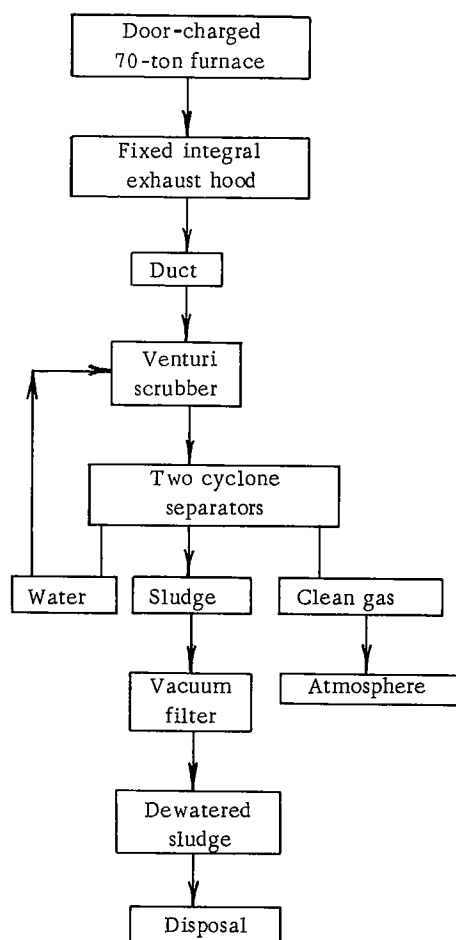 Door-charged
70-ton furnace
Fixed integral
exhaust hood
Duct
Venturi
scrubber
Two cyclone
separators
Water
Sludge
Clean gas
Vacuum
filter
Atmosphere
Dewatered
sludge
Disposal